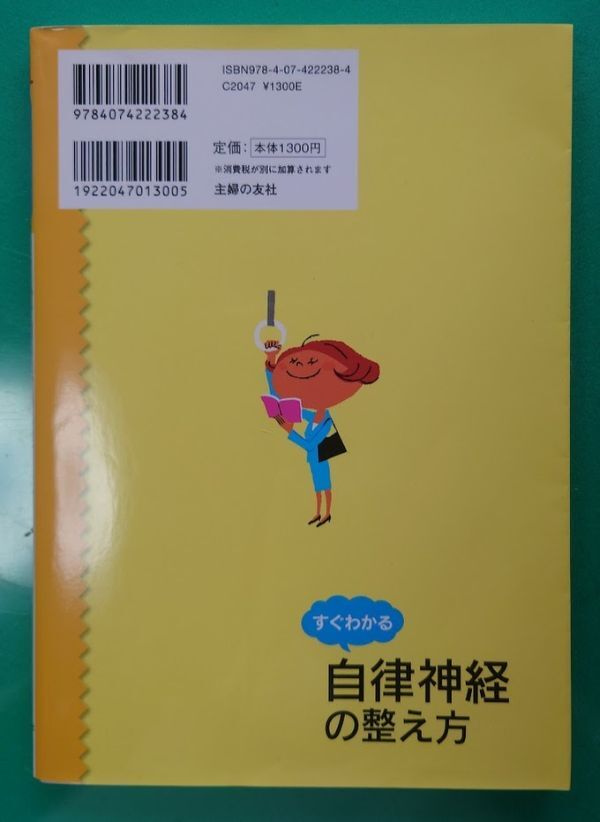 ISBN978-4-07-422238-4
C2047 ¥1300E
9784074222384
定価: 本体1300円
※消費税が別に加算されます
1922047013005
主婦の友社
すぐわかる
自律神経
の整え方